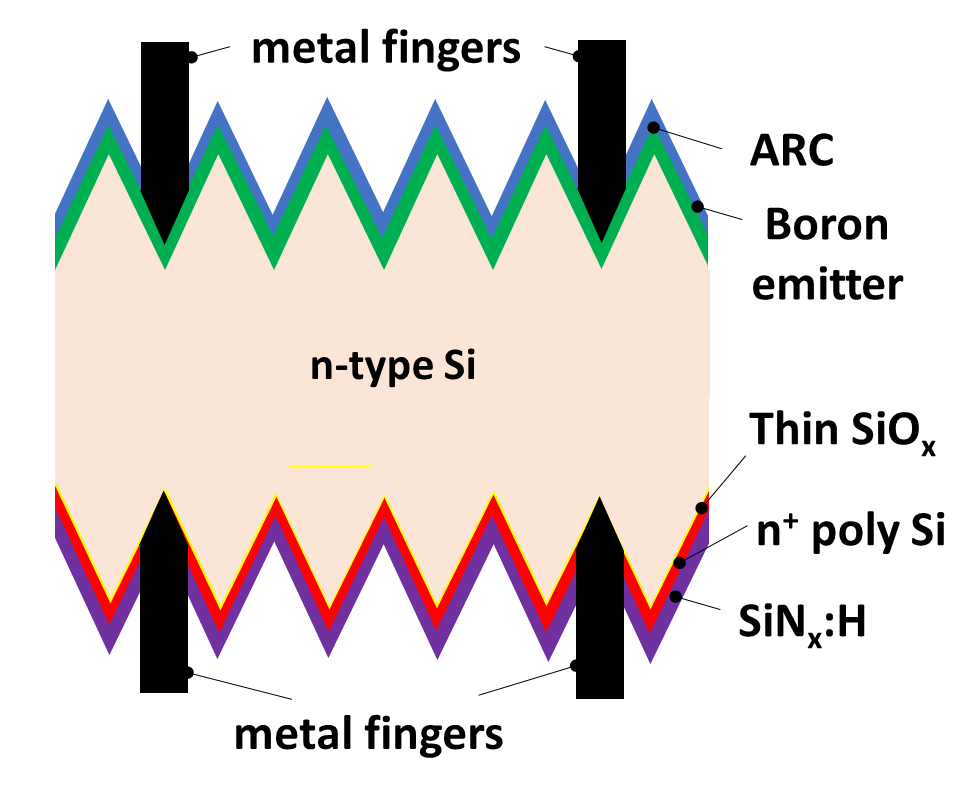 metal fingers
ARC
Boron
emitter
n-type Si
Thin SiOₓ
n⁺ poly Si
SiNₓ:H
metal fingers